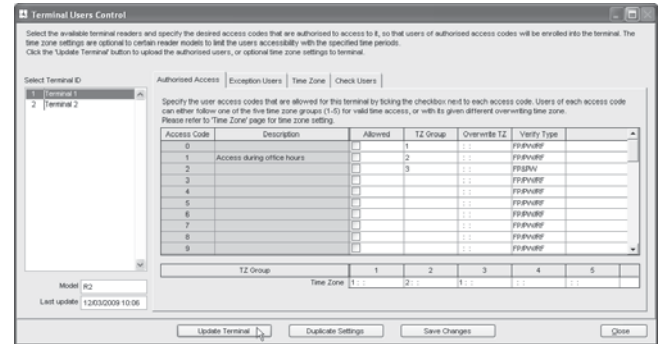 Terminal Users Control
Select the available terminal readers and specify the desired access codes that are authorised to access to it, so that users of authorised access codes will be enrolled into the terminal. The
time zone settings are optional to certain reader models to limit the users accessibility with the specified time periods.
Click the 'Update Terminal' button to upload the authorised users, or optional time zone settings to terminal.
Select Terminal ID
1 Terminal 1
2 Terminal 2
Authorised Access Exception Users Time Zone Check Users
Specify the user access codes that are allowed for this terminal by ticking the checkbox next to each access code. Users of each access code
can either follow one of the five time zone groups (1-5) for valid time access, or with its given different overwriting time zone.
Please refer to 'Time Zone' page for time zone setting.
Access Code Description Allowed TZ Group Overwrite TZ Verify Type
0 1 : : FP/PW/RF
1 Access during office hours 2 : : FP/PW/RF
2 3 : : FP&PW
3 : : FP/PW/RF
4 : : FP/PW/RF
5 : : FP/PW/RF
6 : : FP/PW/RF
7 : : FP/PW/RF
8 : : FP/PW/RF
9 : : FP/PW/RF
TZ Group 1 2 3 4 5
Time Zone 1 : : 2 : : 1 : : : : : :
Model R2
Last update 12/03/2009 10:06
Update Terminal Duplicate Settings Save Changes Close